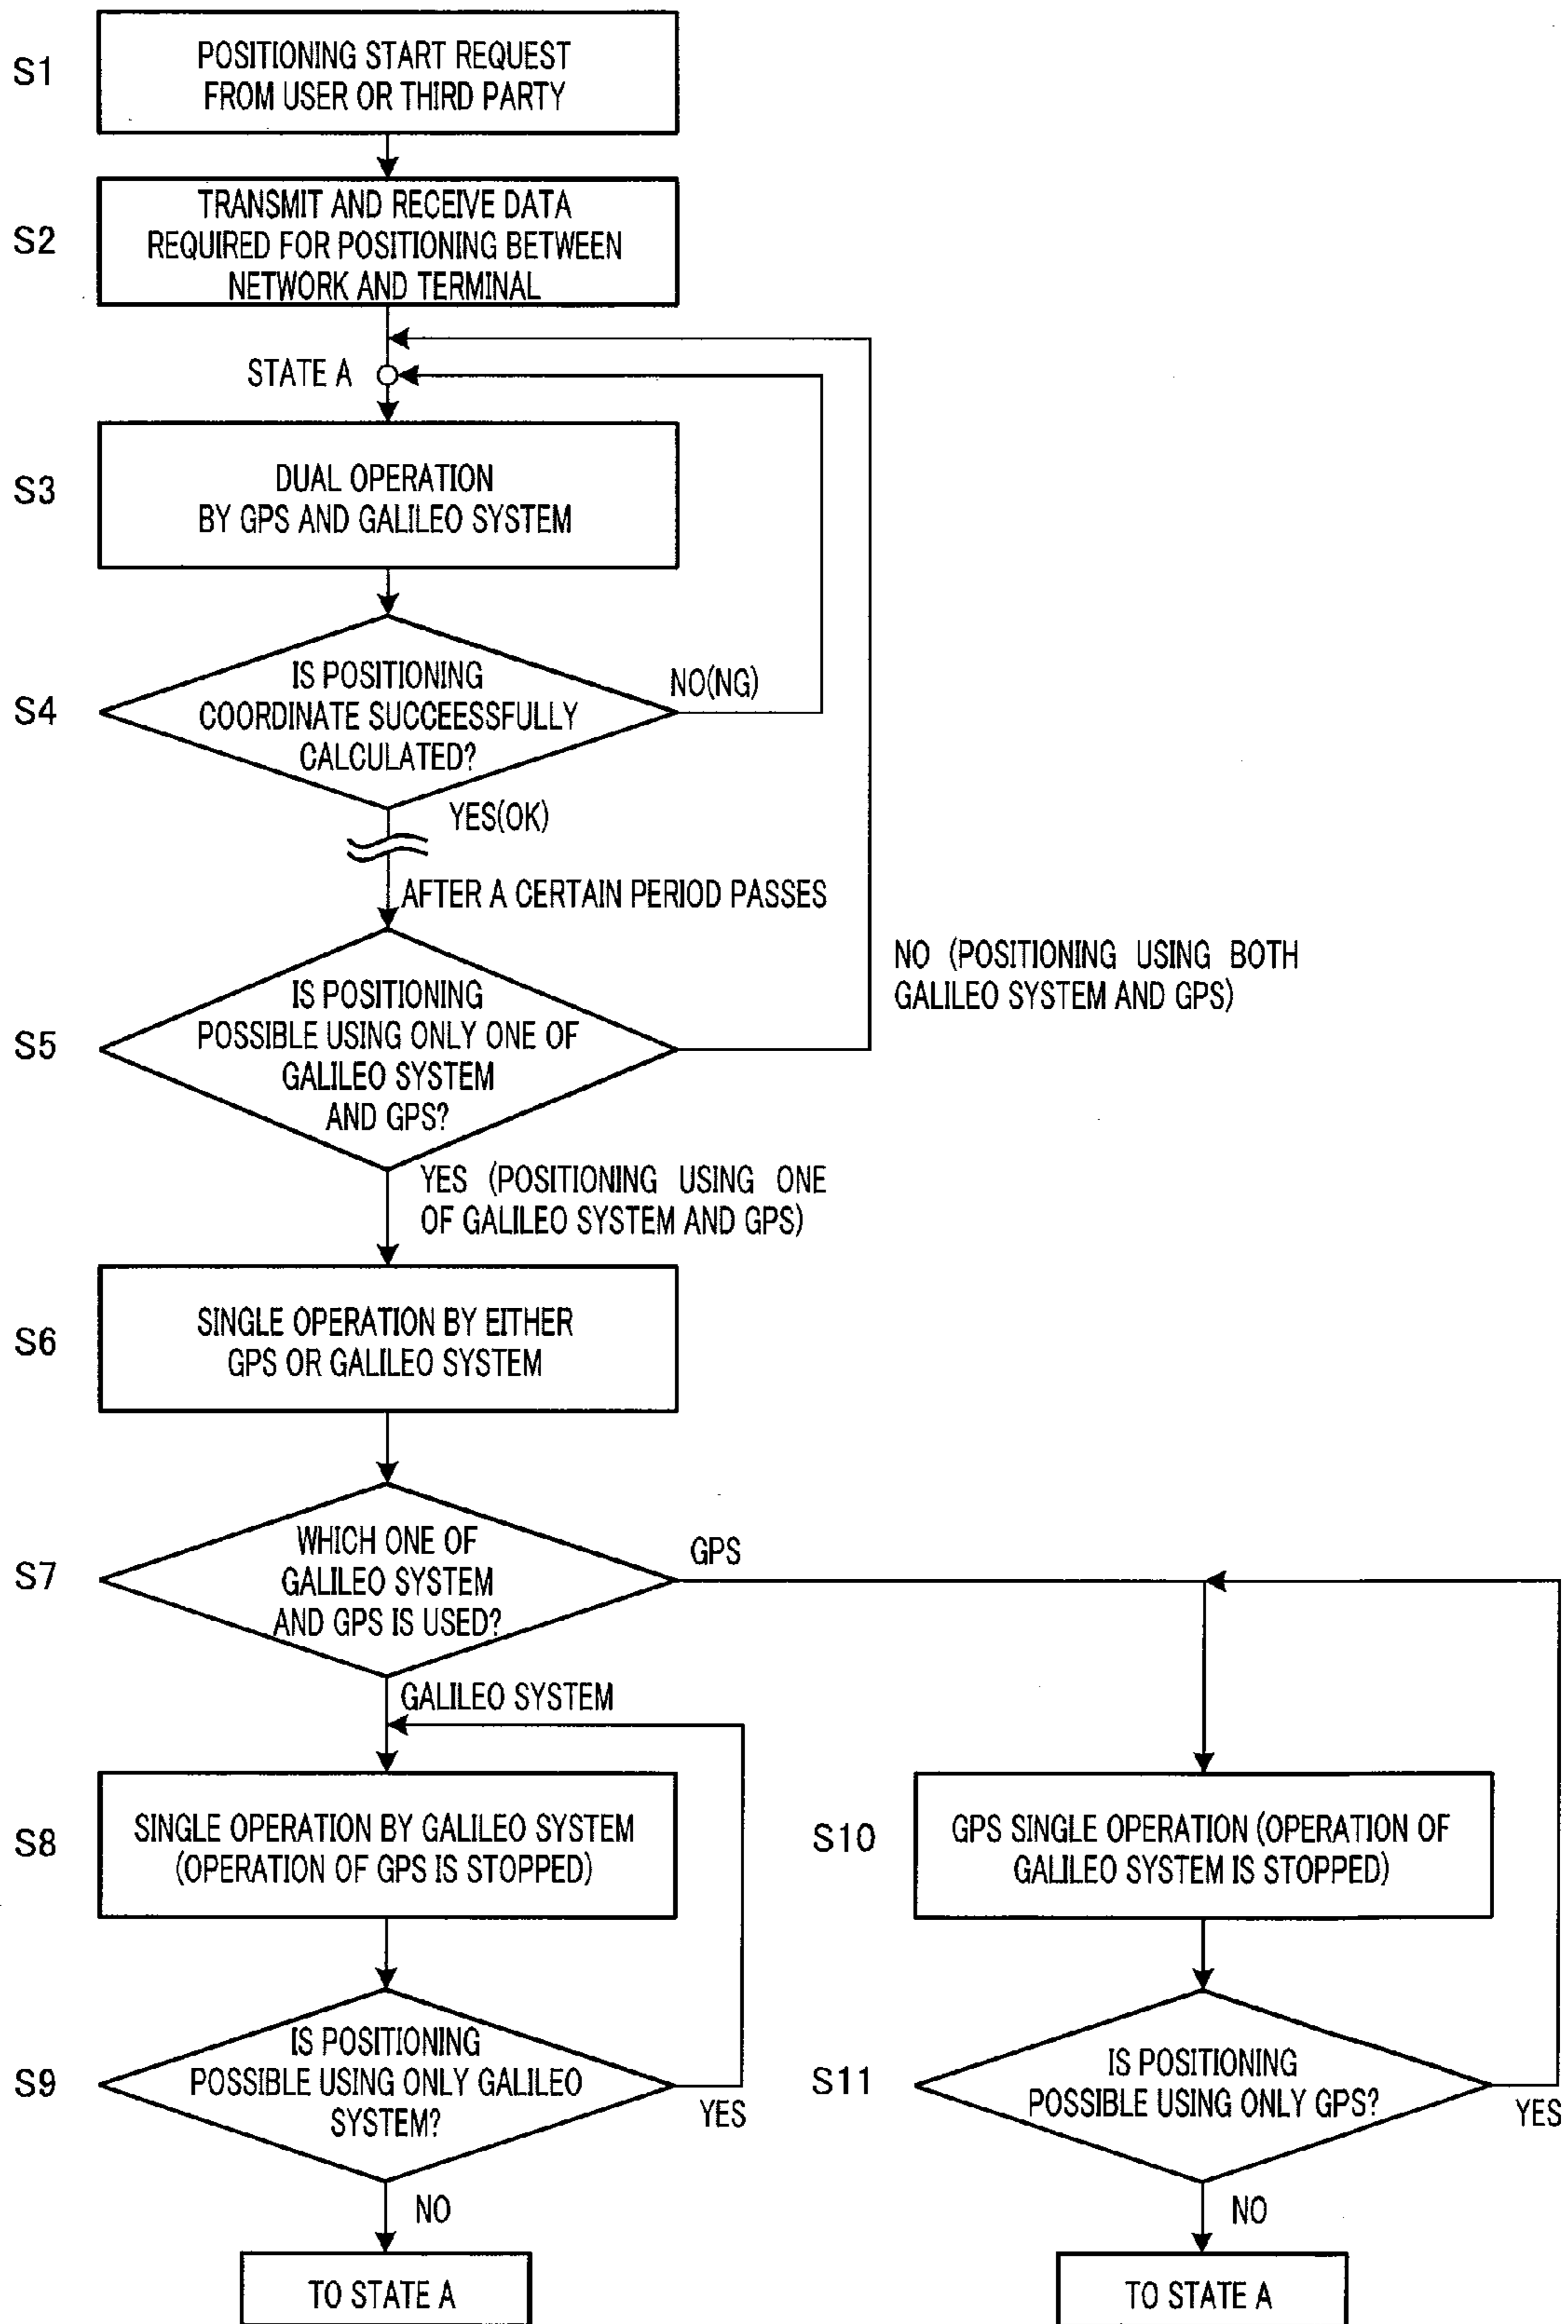 S1
POSITIONING START REQUEST
FROM USER OR THIRD PARTY
S2
TRANSMIT AND RECEIVE DATA
REQUIRED FOR POSITIONING BETWEEN
NETWORK AND TERMINAL
STATE A
S3
DUAL OPERATION
BY GPS AND GALILEO SYSTEM
S4
IS POSITIONING
COORDINATE SUCCEESSFULLY
CALCULATED?
NO(NG)
YES(OK)
AFTER A CERTAIN PERIOD PASSES
S5
IS POSITIONING
POSSIBLE USING ONLY ONE OF
GALILEO SYSTEM
AND GPS?
NO (POSITIONING USING BOTH
GALILEO SYSTEM AND GPS)
YES (POSITIONING USING ONE
OF GALILEO SYSTEM AND GPS)
S6
SINGLE OPERATION BY EITHER
GPS OR GALILEO SYSTEM
S7
WHICH ONE OF
GALILEO SYSTEM
AND GPS IS USED?
GPS
GALILEO SYSTEM
S8
SINGLE OPERATION BY GALILEO SYSTEM
(OPERATION OF GPS IS STOPPED)
S10
GPS SINGLE OPERATION (OPERATION OF
GALILEO SYSTEM IS STOPPED)
S9
IS POSITIONING
POSSIBLE USING ONLY GALILEO
SYSTEM?
YES
S11
IS POSITIONING
POSSIBLE USING ONLY GPS?
YES
NO
NO
TO STATE A
TO STATE A